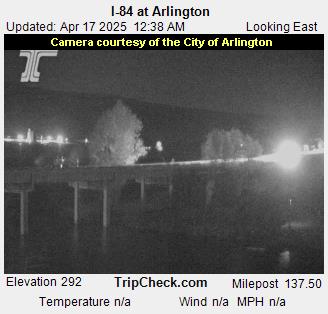 I-84 at Arlington
Updated: Apr 17 2025 12:38 AM Looking East
Camera courtesy of the City of Arlington
Elevation 292 TripCheck.com Milepost 137.50
Temperature n/a Wind n/a MPH n/a